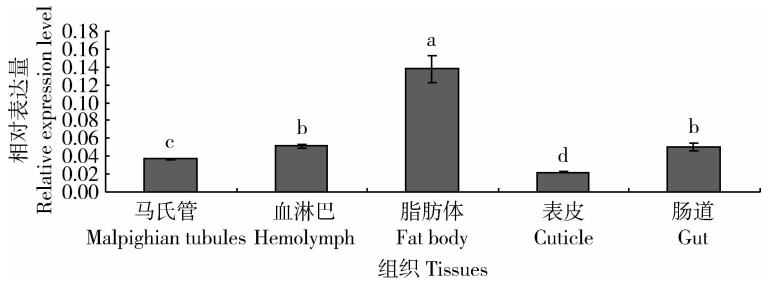 相对表达量
Relative expression level
0.18
0.16
0.14
0.12
0.10
0.08
0.06
0.04
0.02
0.00
c
b
a
d
b
马氏管 血淋巴 脂肪体 表皮 肠道
Malpighian tubules Hemolymph Fat body Cuticle Gut
组织 Tissues